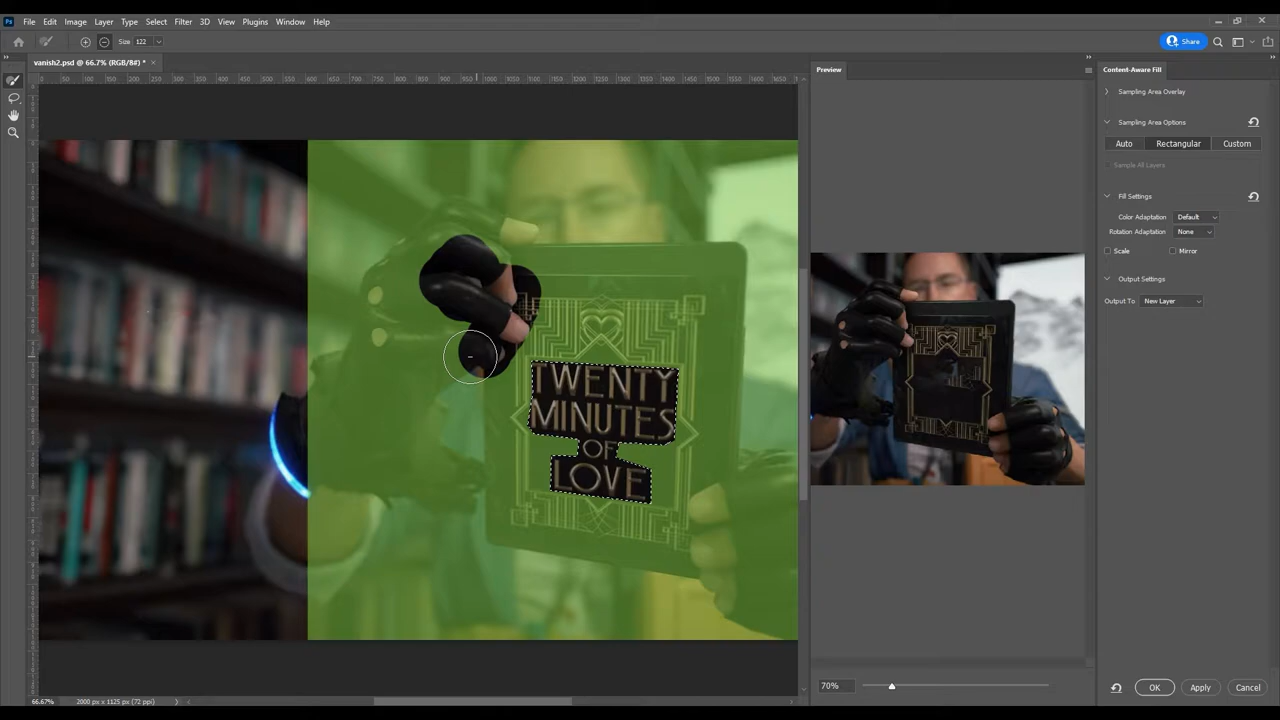 Ps File Edit Image Layer Type Select Filter 3D View Plugins Window Help
Size 122
Share
vanish2.psd @ 66.7% (RGB/8#) *
Preview
Content-Aware Fill
Sampling Area Overlay
Sampling Area Options
Auto Rectangular Custom
Sample All Layers
Fill Settings
Color Adaptation Default
Rotation Adaptation None
Scale Mirror
Output Settings
Output To New Layer
TWENTY
MINUTES
OF
LOVE
70%
OK Apply Cancel
66.67% 2000 px x 1125 px (72 ppi)